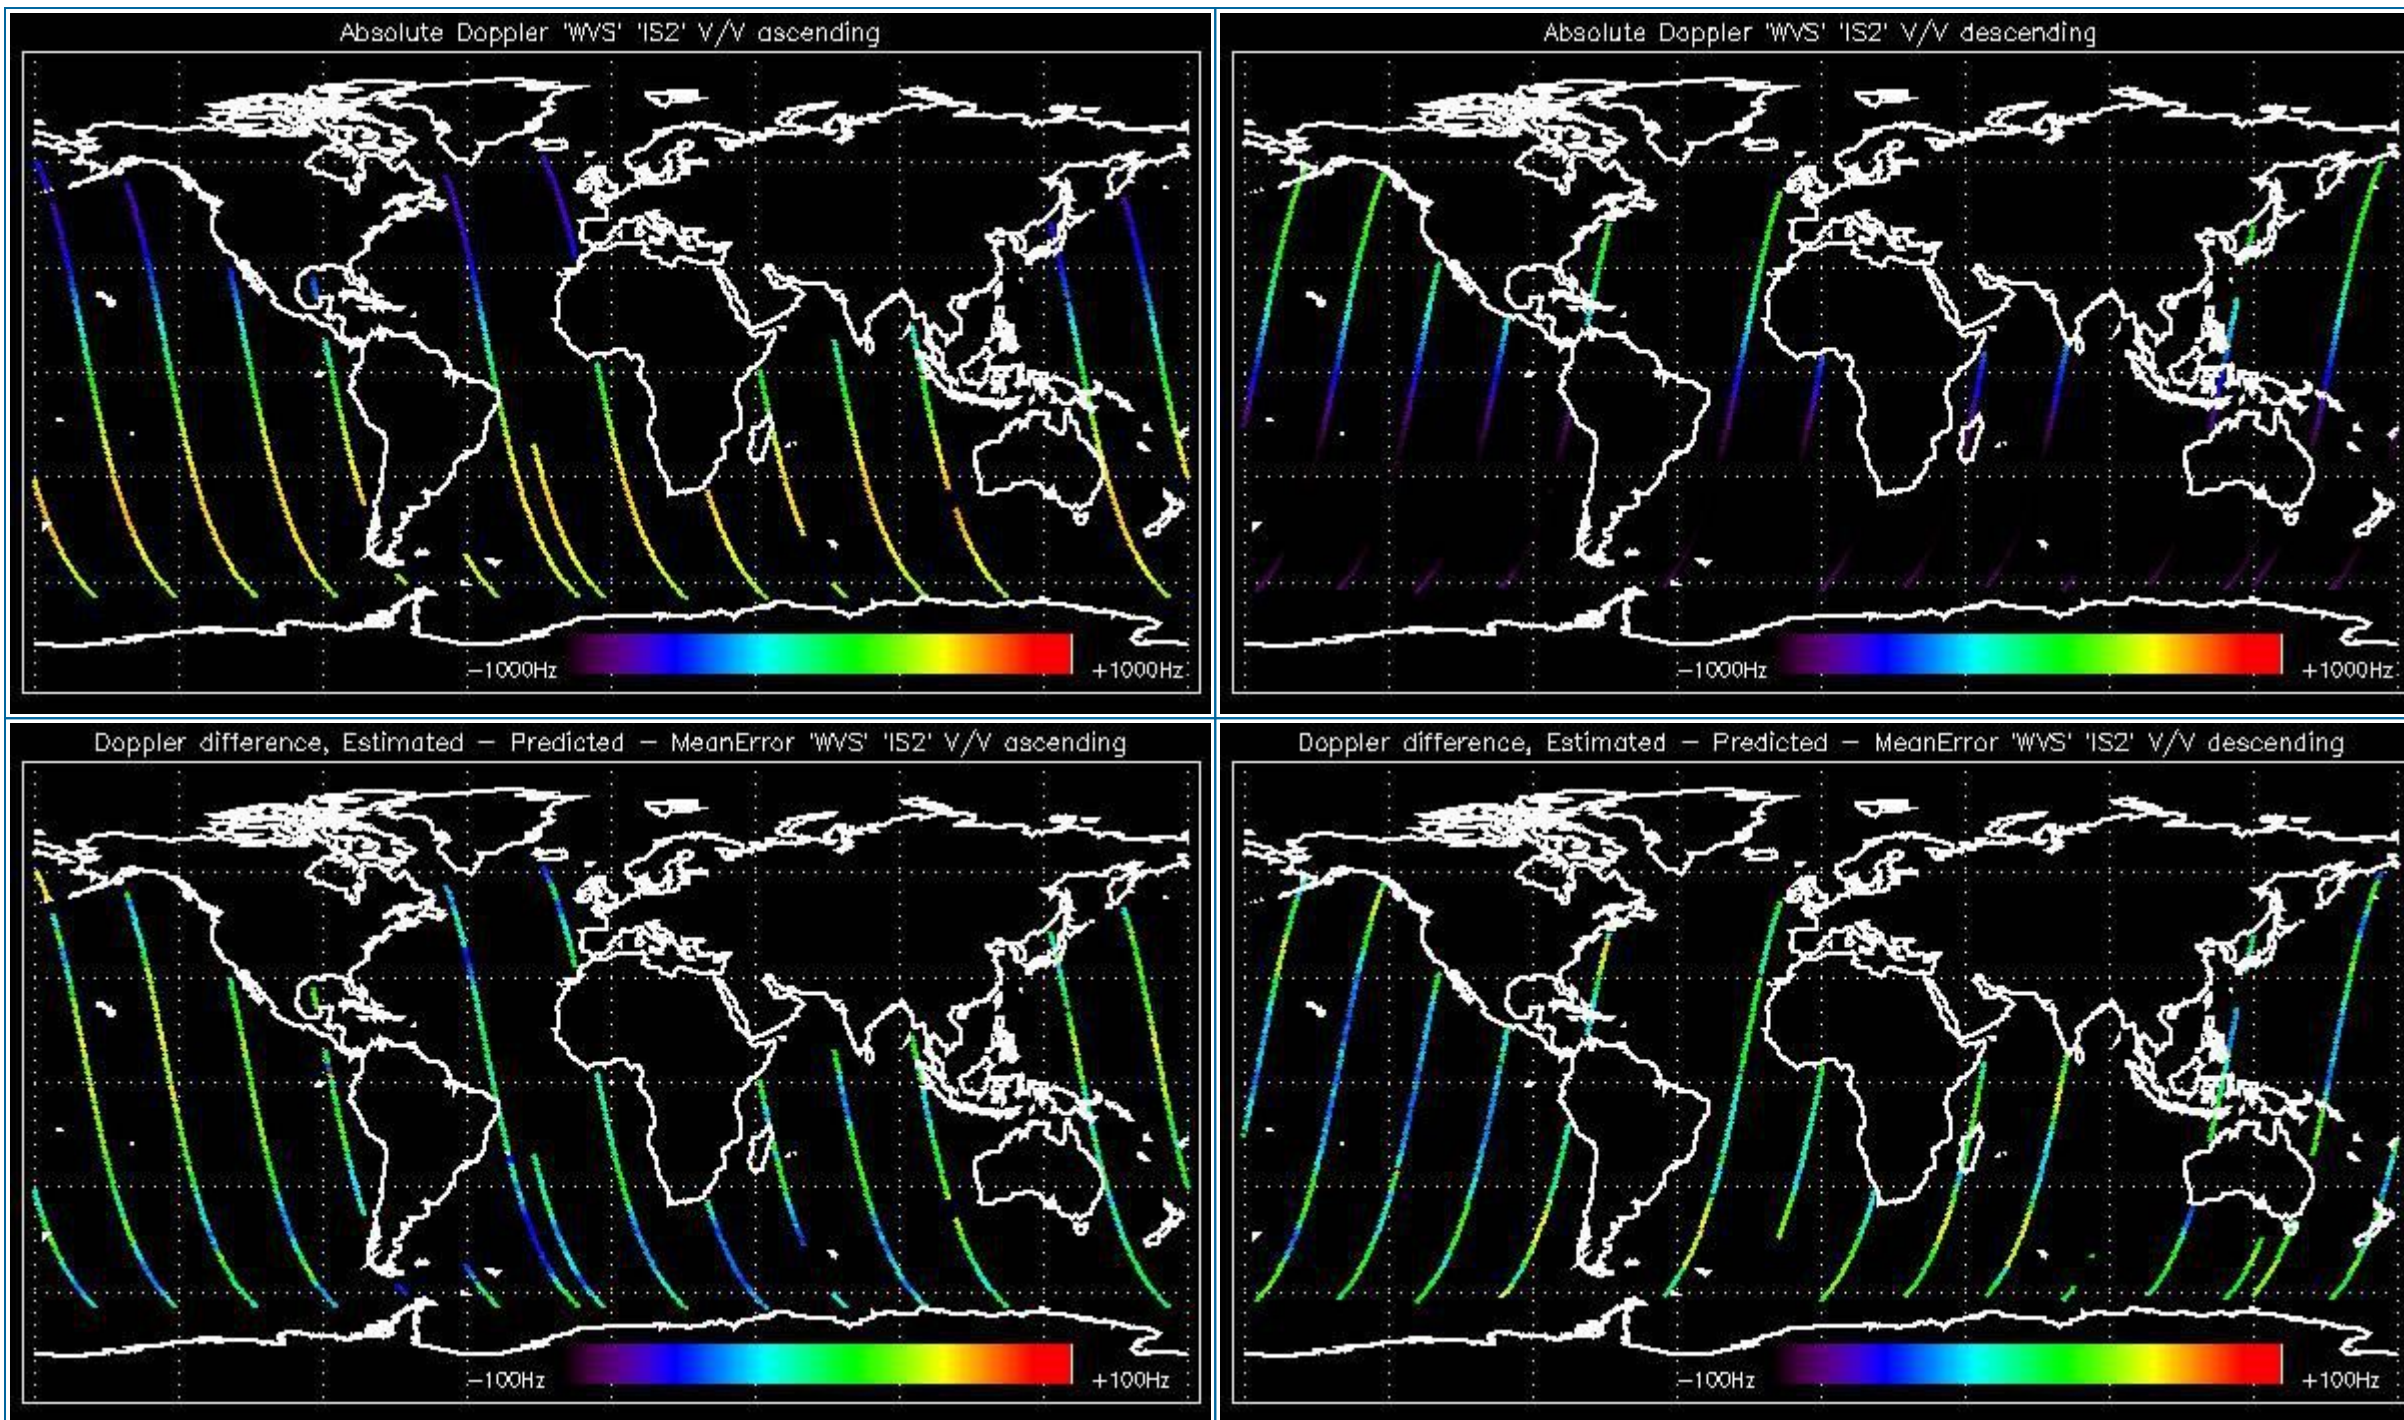 Absolute Doppler 'WVS' 'IS2' V/V ascending
-1000Hz
+1000Hz
Absolute Doppler 'WVS' 'IS2' V/V descending
-1000Hz
+1000Hz
Doppler difference, Estimated - Predicted - MeanError 'WVS' 'IS2' V/V ascending
-100Hz
+100Hz
Doppler difference, Estimated - Predicted - MeanError 'WVS' 'IS2' V/V descending
-100Hz
+100Hz